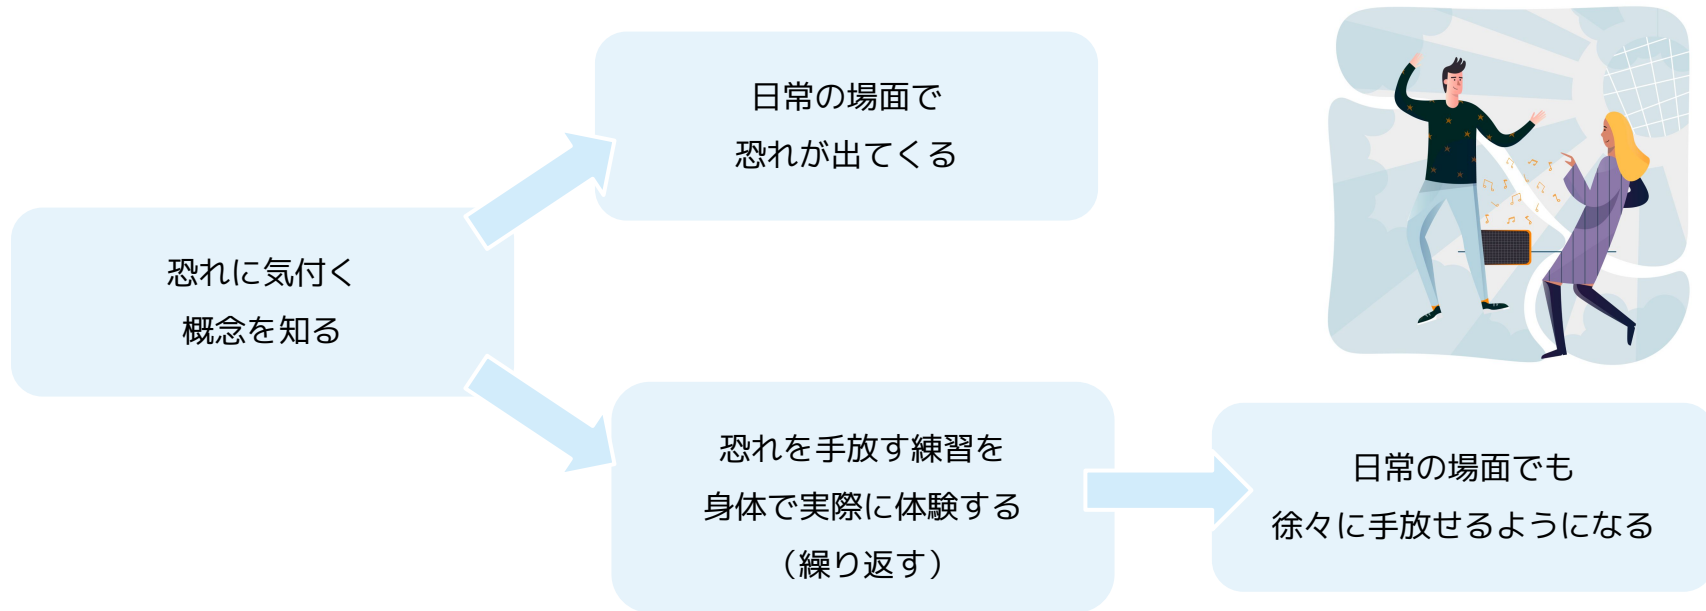 恐れに気付く
概念を知る
日常の場面で
恐れが出てくる
恐れを手放す練習を
身体で実際に体験する
（繰り返す）
日常の場面でも
徐々に手放せるようになる